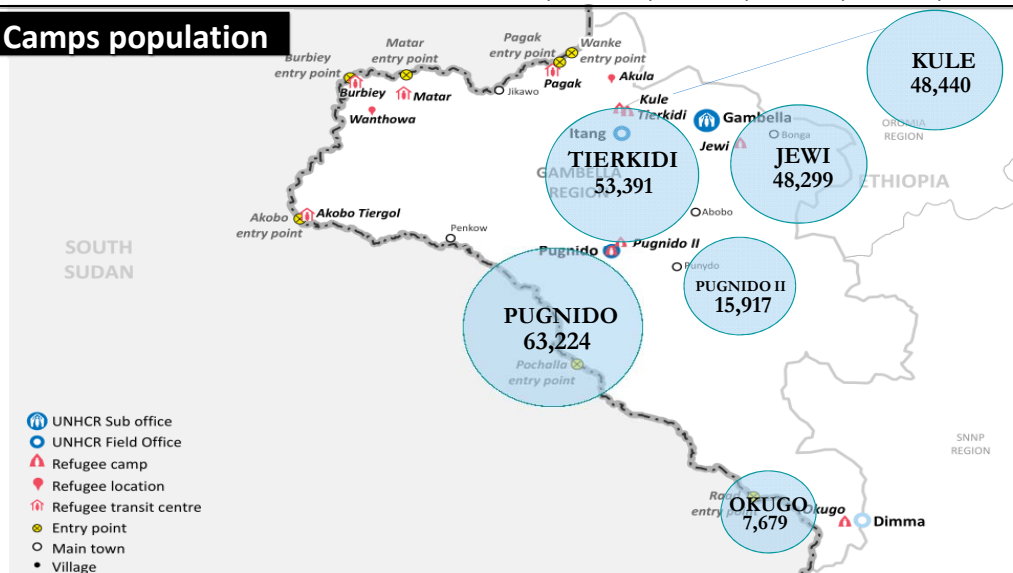 Camps population
Burbiey
entry point
Matar
entry point
Pagak
entry point
Wanke
entry point
KULE
48,440
Burbiey
Matar
Wanthowa
Jikawo
Pagak
Akula
Kule
Tierkidi
Itang
Gambella
Jewi
Bonga
OROMIA
REGION
TIERKIDI
53,391
GAMBELLA
REGION
JEWI
48,299
ETHIOPIA
Akobo
entry point
Akobo Tiergol
Penkow
Abobo
SOUTH
SUDAN
Pugnido
Pugnido II
Punydo
PUGNIDO II
15,917
PUGNIDO
63,224
Pochalla
entry point
UNHCR Sub office
UNHCR Field Office
Refugee camp
Refugee location
Refugee transit centre
Entry point
Main town
Village
SNNP
REGION
Raad
entry point
OKUGO
7,679
Okugo
Dimma